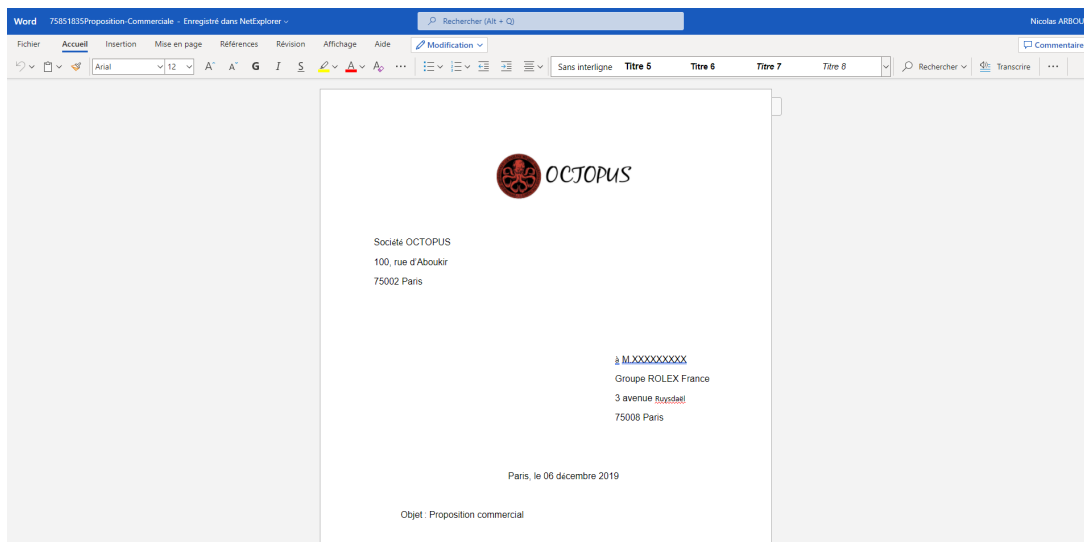 Word 75851835Proposition-Commerciale - Enregistré dans NetExplorer Rechercher (Alt + Q) Nicolas ARBOU
Fichier Accueil Insertion Mise en page Références Révision Affichage Aide Modification Commentaire
Arial 12 A A G I S A A Sans interligne Titre 5 Titre 6 Titre 7 Titre 8 Rechercher Transcrire
OCTOPUS
Société OCTOPUS
100, rue d'Aboukir
75002 Paris
à M.XXXXXXXXX
Groupe ROLEX France
3 avenue Ruysdaël
75008 Paris
Paris, le 06 décembre 2019
Objet : Proposition commercial